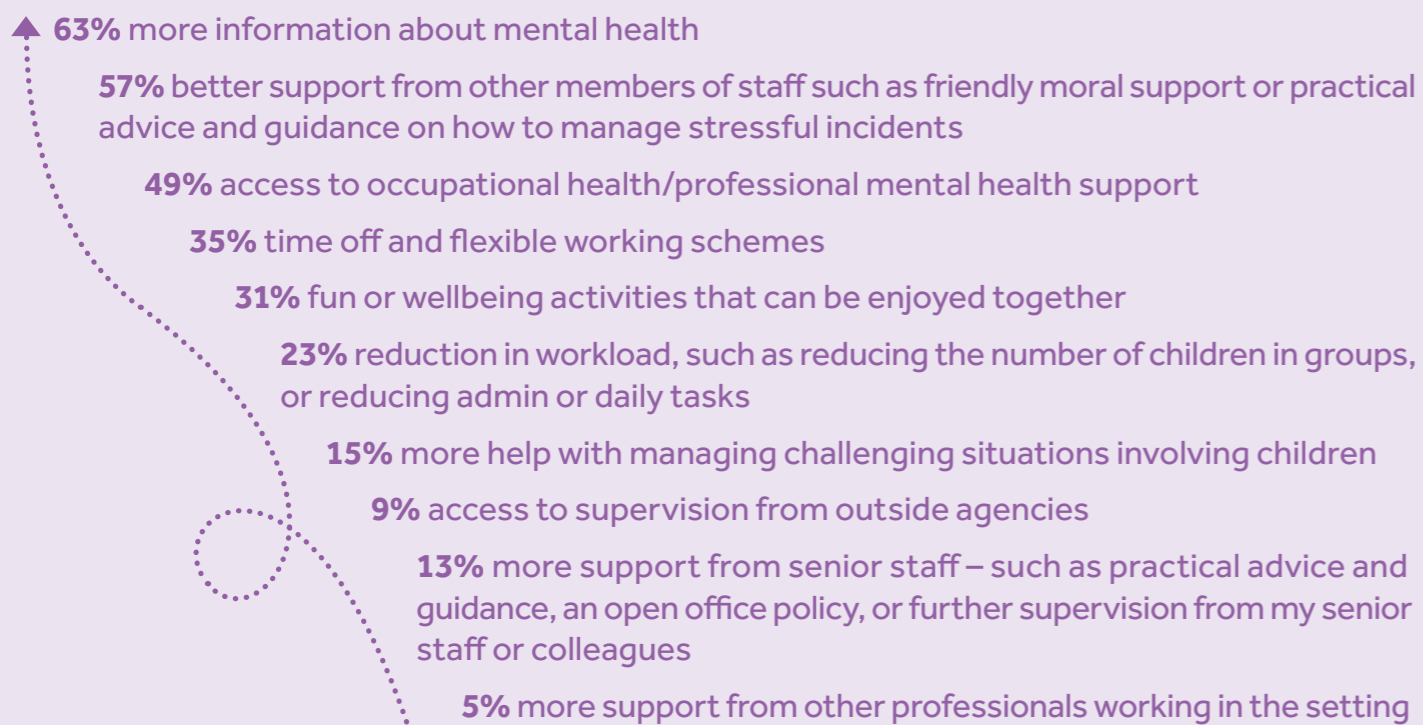 63% more information about mental health
57% better support from other members of staff such as friendly moral support or practical
advice and guidance on how to manage stressful incidents
49% access to occupational health/professional mental health support
35% time off and flexible working schemes
31% fun or wellbeing activities that can be enjoyed together
23% reduction in workload, such as reducing the number of children in groups,
or reducing admin or daily tasks
15% more help with managing challenging situations involving children
9% access to supervision from outside agencies
13% more support from senior staff – such as practical advice and
guidance, an open office policy, or further supervision from my senior
staff or colleagues
5% more support from other professionals working in the setting